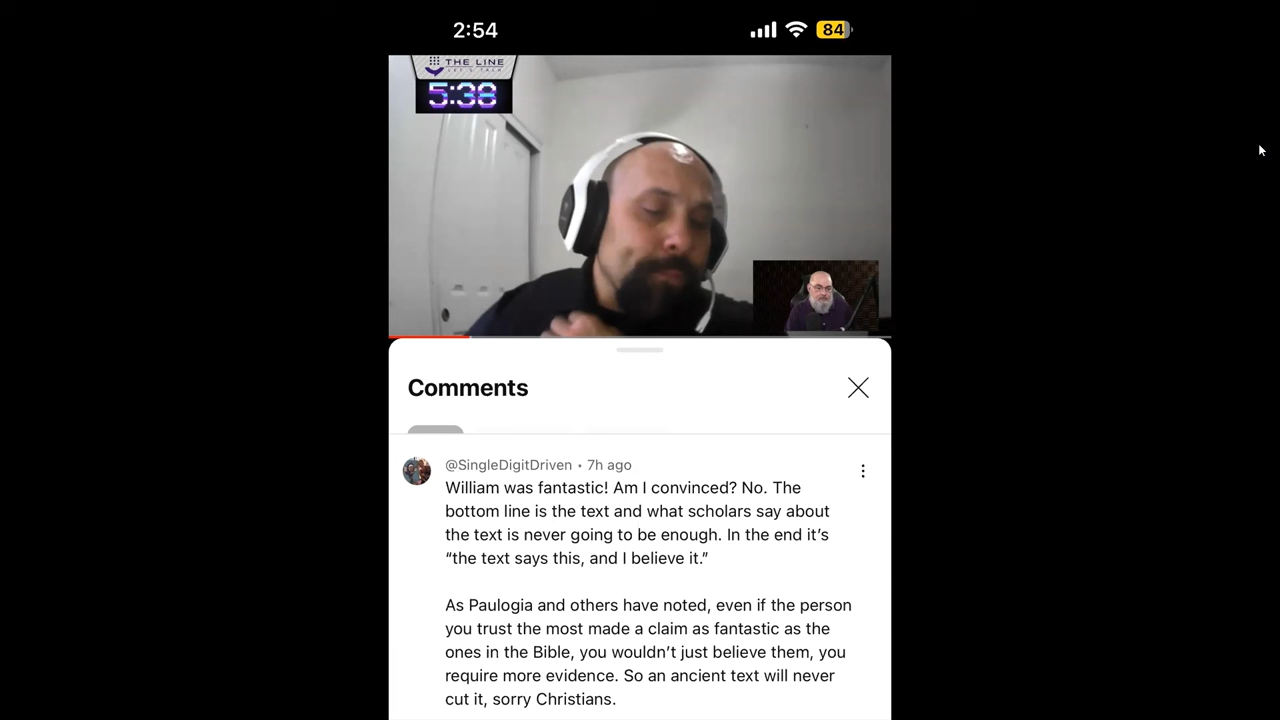 2:54
84
THE LINE
LET'S TALK
5:38
Comments
@SingleDigitDriven • 7h ago
William was fantastic! Am I convinced? No. The
bottom line is the text and what scholars say about
the text is never going to be enough. In the end it’s
“the text says this, and I believe it.”
As Paulogia and others have noted, even if the person
you trust the most made a claim as fantastic as the
ones in the Bible, you wouldn’t just believe them, you
require more evidence. So an ancient text will never
cut it, sorry Christians.